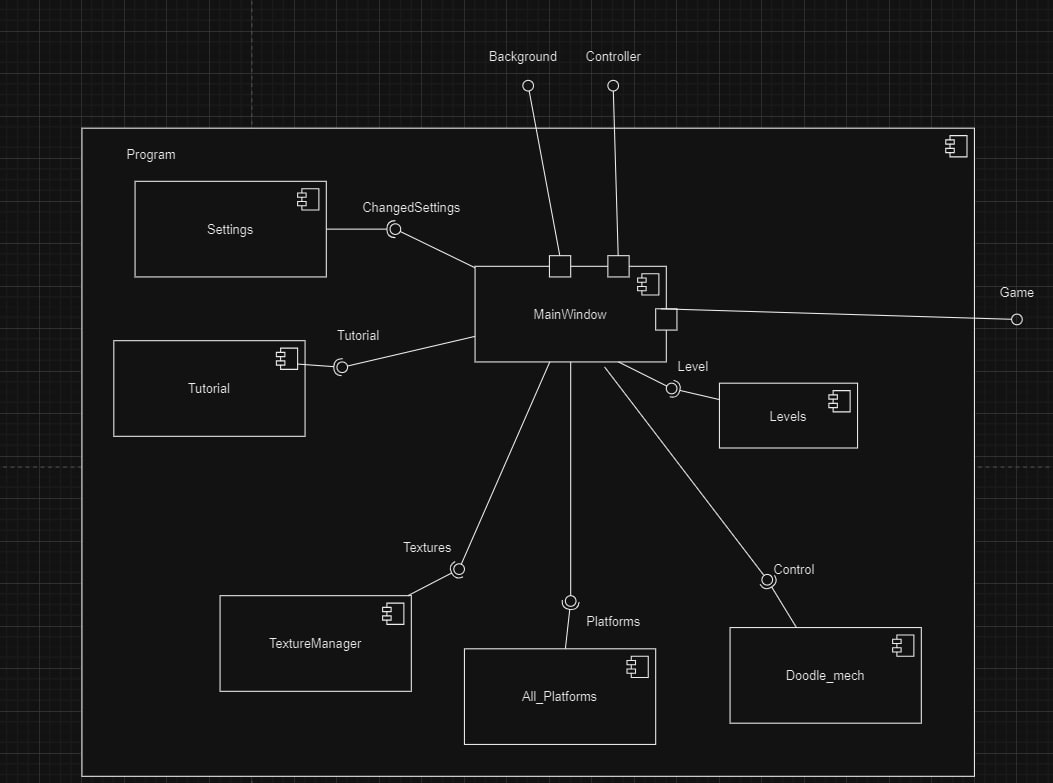 Background
Controller
Program
Settings
ChangedSettings
MainWindow
Game
Tutorial
Tutorial
Level
Levels
Textures
Control
TextureManager
Platforms
All_Platforms
Doodle_mech